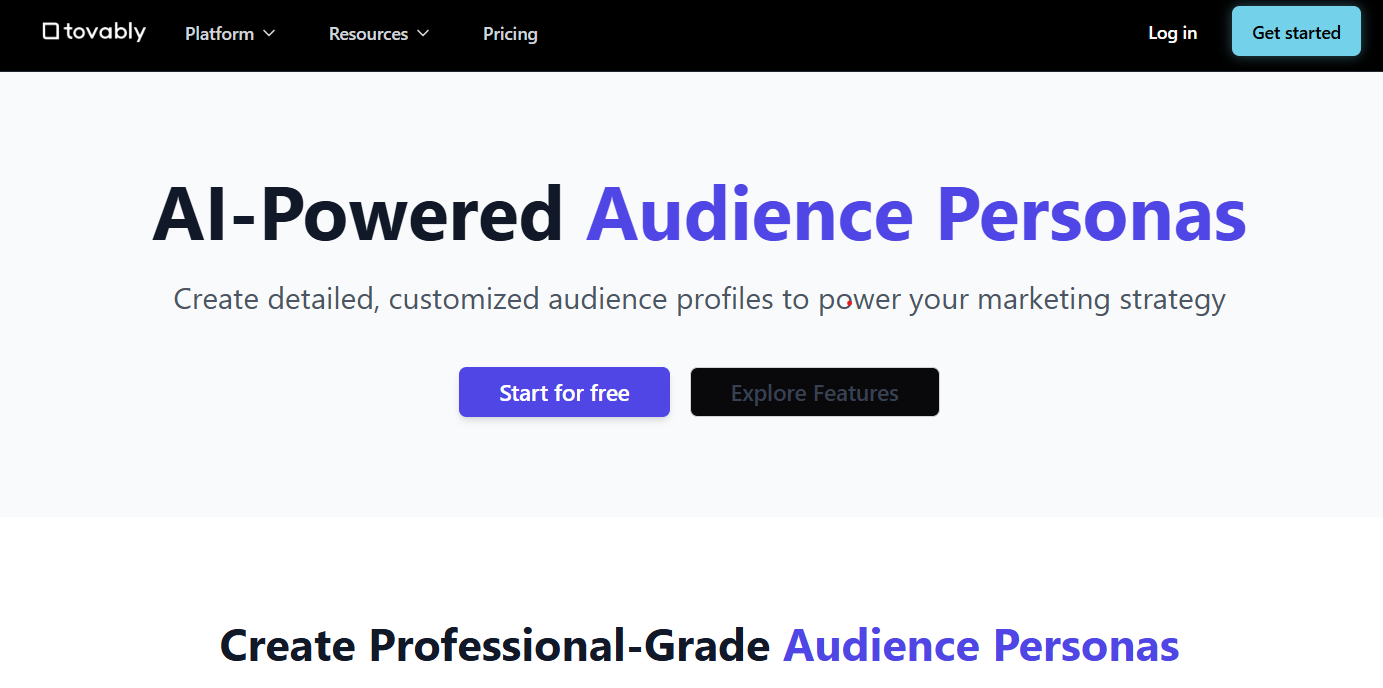 tovably
Platform
Resources
Pricing
Log in
Get started
AI-Powered Audience Personas
Create detailed, customized audience profiles to power your marketing strategy
Start for free
Explore Features
Create Professional-Grade Audience Personas